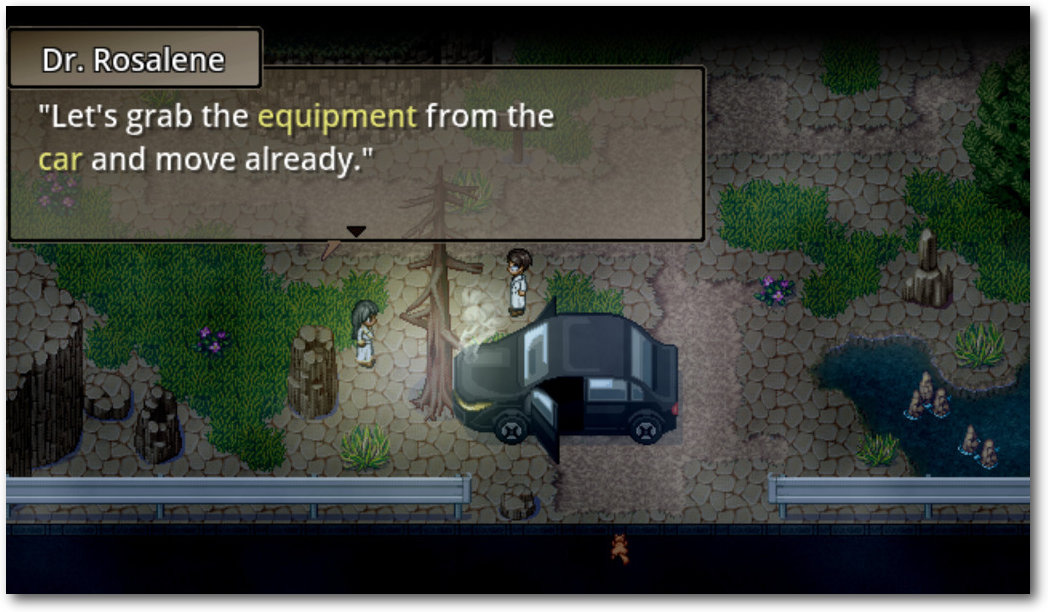 Dr. Rosalene
"Let's grab the equipment from the
car and move already."